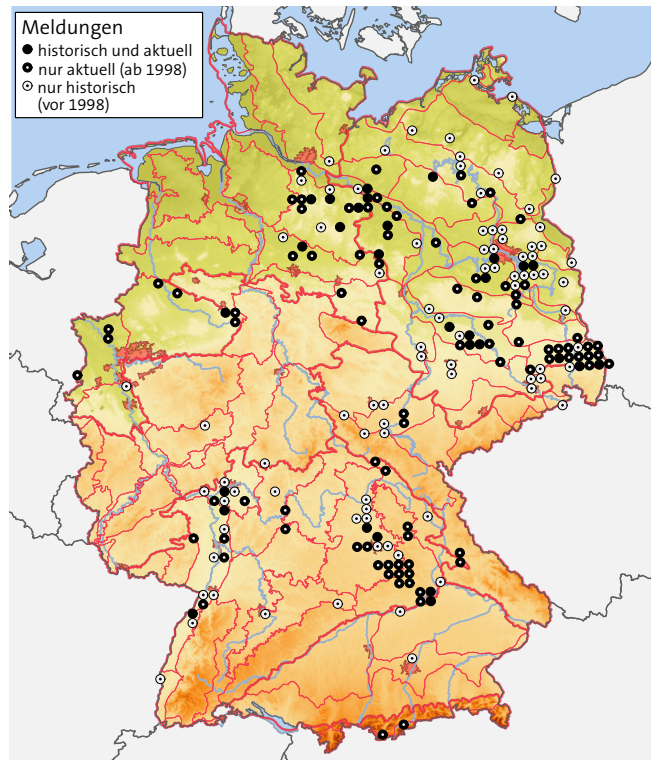 Meldungen
historisch und aktuell
nur aktuell (ab 1998)
nur historisch
(vor 1998)